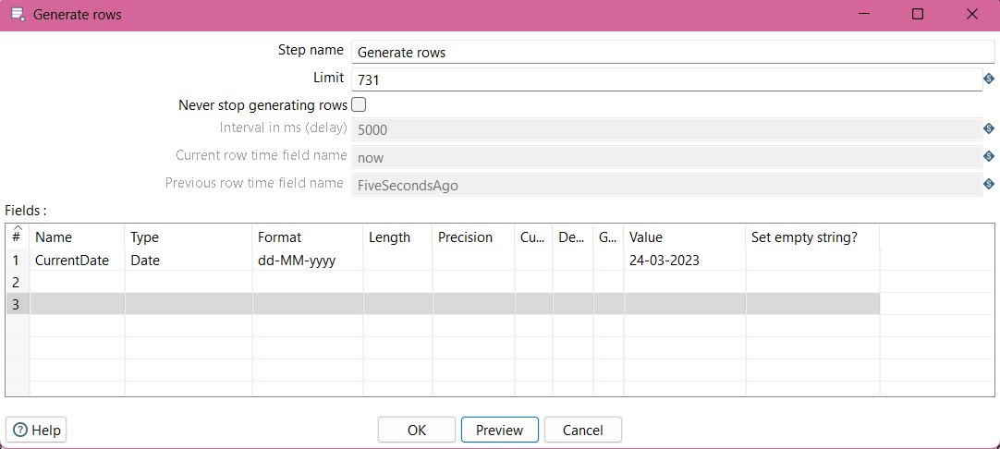 Generate rows
Step name Generate rows
Limit 731
Never stop generating rows
Interval in ms (delay) 5000
Current row time field name now
Previous row time field name FiveSecondsAgo
Fields :
# Name Type Format Length Precision Cu... De... G... Value Set empty string?
1 CurrentDate Date dd-MM-yyyy 24-03-2023
2
3
Help OK Preview Cancel